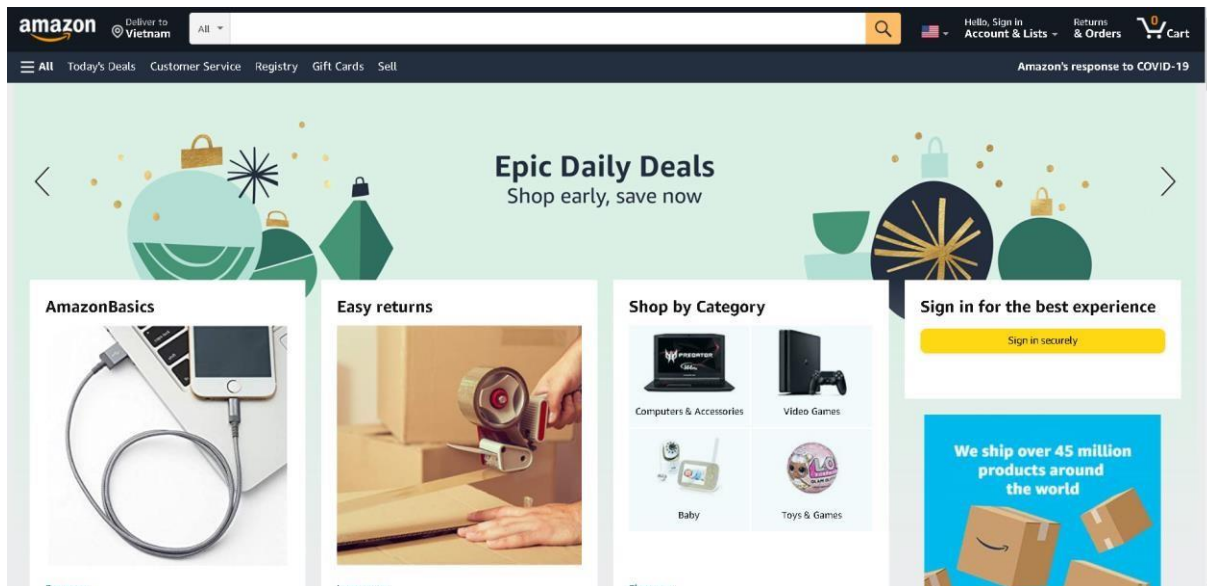 amazon
Deliver to
Vietnam
All
Hello, Sign in
Account & Lists
Returns
& Orders
0
Cart
All
Today's Deals
Customer Service
Registry
Gift Cards
Sell
Amazon's response to COVID-19
Epic Daily Deals
Shop early, save now
AmazonBasics
Easy returns
Shop by Category
Sign in for the best experience
Sign in securely
PREDATOR
Computers & Accessories
Video Games
Baby
Toys & Games
We ship over 45 million
products around
the world